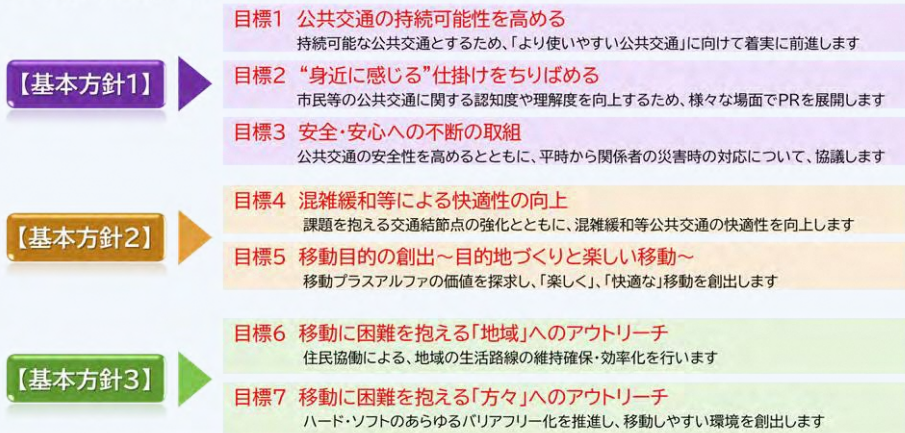 【基本方針1】
目標1 公共交通の持続可能性を高める
持続可能な公共交通とするため、「より使いやすい公共交通」に向けて着実に前進します
目標2 “身近に感じる”仕掛けをちりばめる
市民等の公共交通に関する認知度や理解度を向上するため、様々な場面でPRを展開します
目標3 安全・安心への不断の取組
公共交通の安全性を高めるとともに、平時から関係者の災害時の対応について、協議します
【基本方針2】
目標4 混雑緩和等による快適性の向上
課題を抱える交通結節点の強化とともに、混雑緩和等公共交通の快適性を向上します
目標5 移動目的の創出~目的地づくりと楽しい移動~
移動プラスアルファの価値を探求し、「楽しく」、「快適な」移動を創出します
【基本方針3】
目標6 移動に困難を抱える「地域」へのアウトリーチ
住民協働による、地域の生活路線の維持確保・効率化を行います
目標7 移動に困難を抱える「方々」へのアウトリーチ
ハード・ソフトのあらゆるバリアフリー化を推進し、移動しやすい環境を創出します